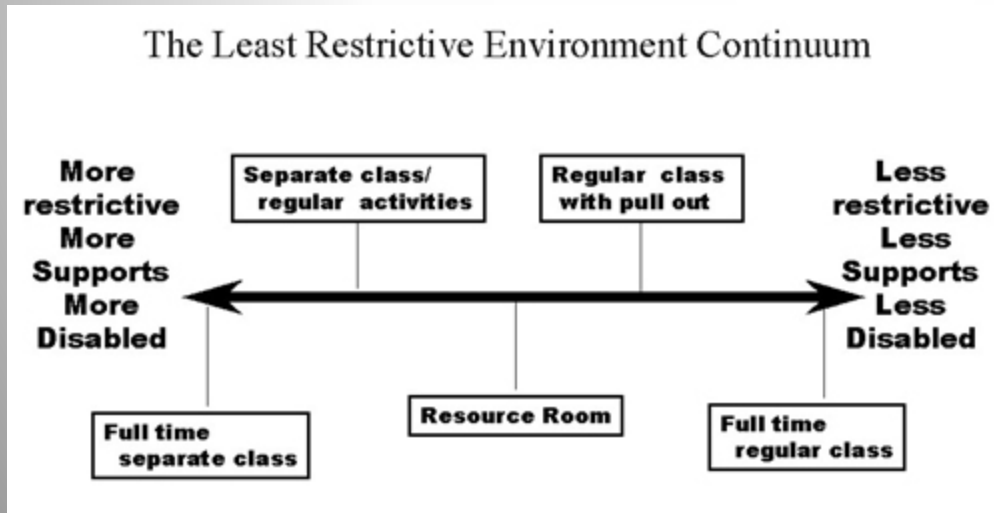 The Least Restrictive Environment Continuum
More
restrictive
More
Supports
More
Disabled
Separate class/
regular activities
Regular class
with pull out
Less
restrictive
Less
Supports
Less
Disabled
Full time
separate class
Resource Room
Full time
regular class